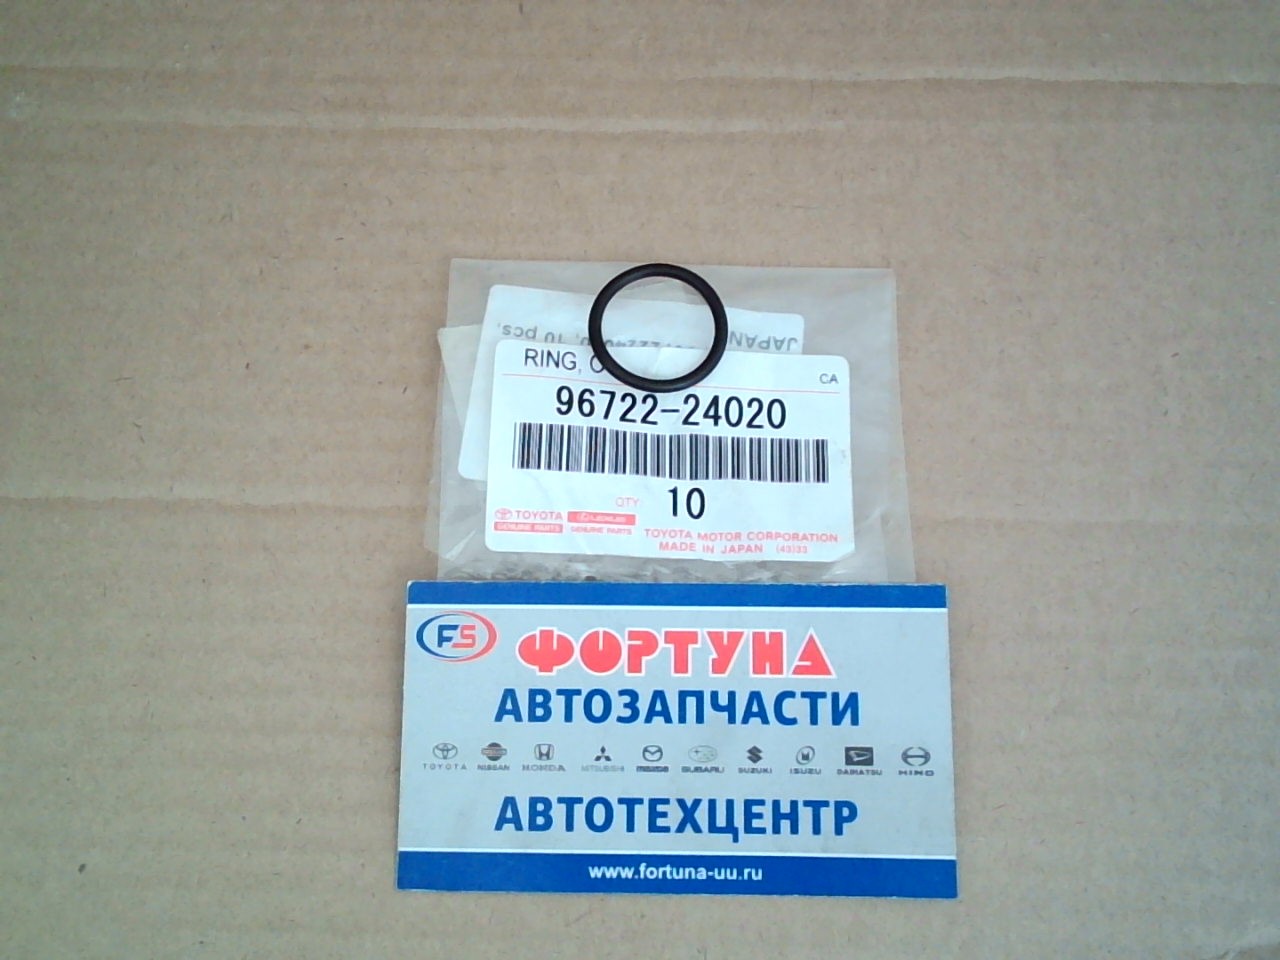 JAPAN
10 pcs.
RING, O
CA
96722-24020
QTY 10
TOYOTA
GENUINE PARTS
LEXUS
GENUINE PARTS
TOYOTA MOTOR CORPORATION
MADE IN JAPAN (43)33
FS
ФОРТУНА
АВТОЗАПЧАСТИ
TOYOTA NISSAN HONDA MITSUBISHI MAZDA SUBARU SUZUKI ISUZU DAIHATSU HINO
АВТОТЕХЦЕНТР
www.fortuna-uu.ru